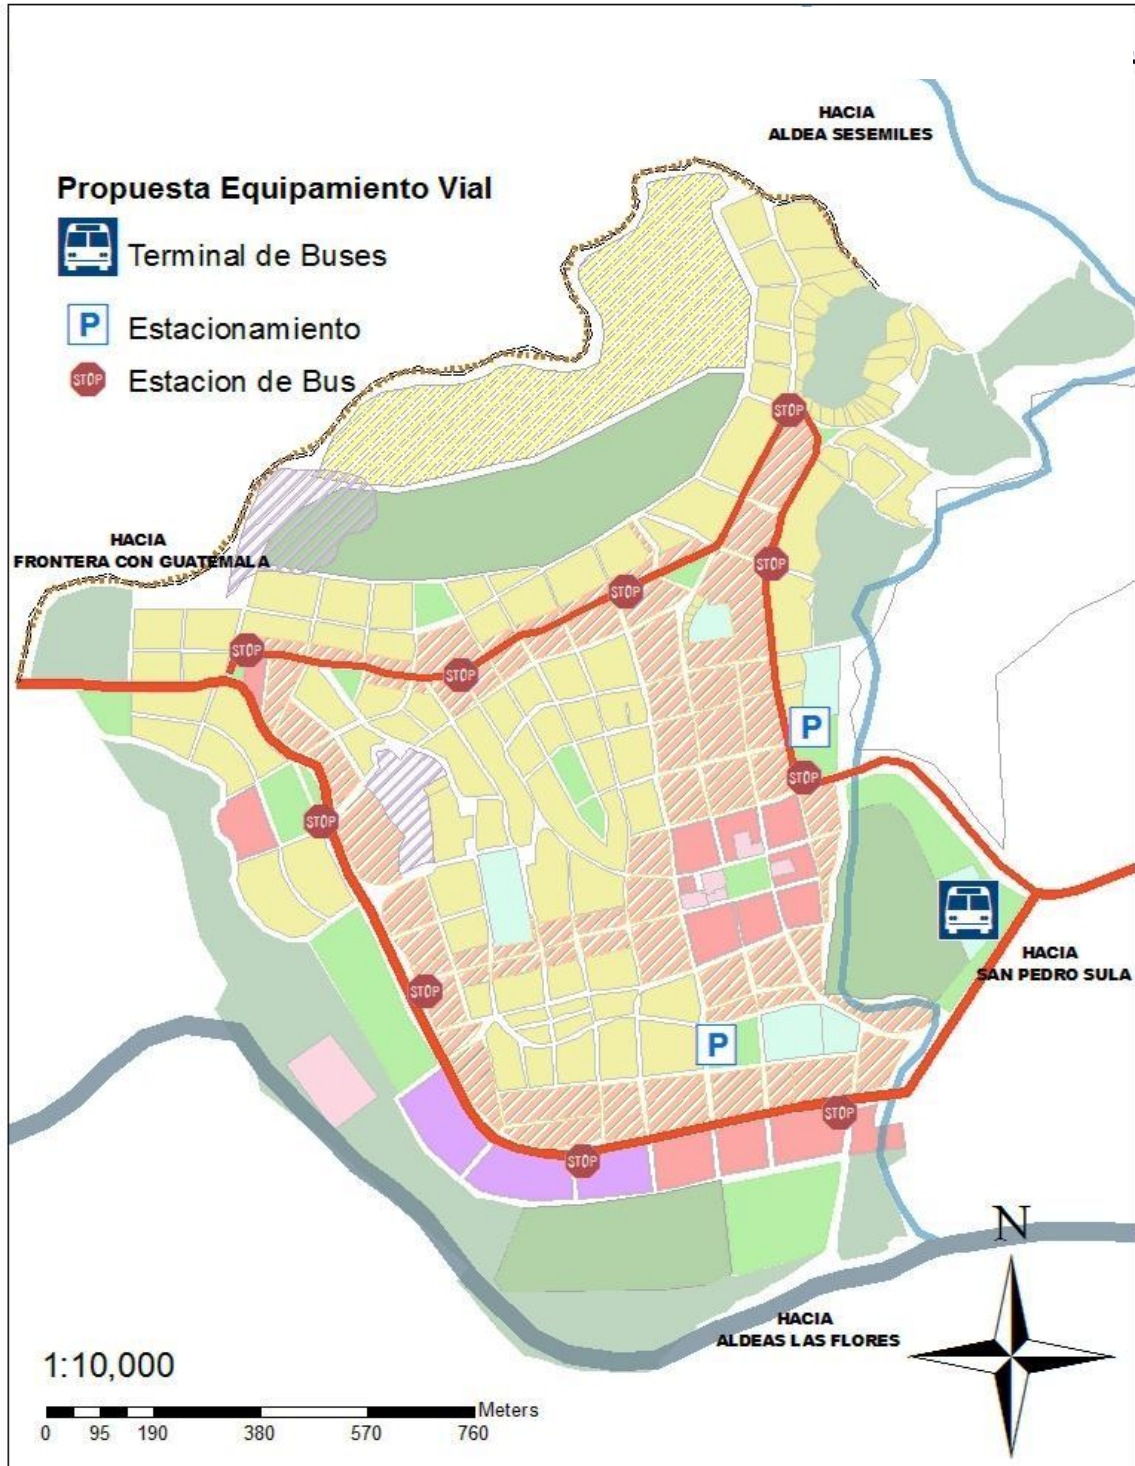 HACIA
ALDEA SESEMILES
Propuesta Equipamiento Vial
Terminal de Buses
P Estacionamiento
STOP Estacion de Bus
STOP
HACIA
FRONTERA CON GUATEMALA
STOP
STOP
STOP
STOP
P
STOP
STOP
HACIA
SAN PEDRO SULA
STOP
P
STOP
STOP
N
HACIA
ALDEAS LAS FLORES
1:10,000
Meters
0 95 190 380 570 760